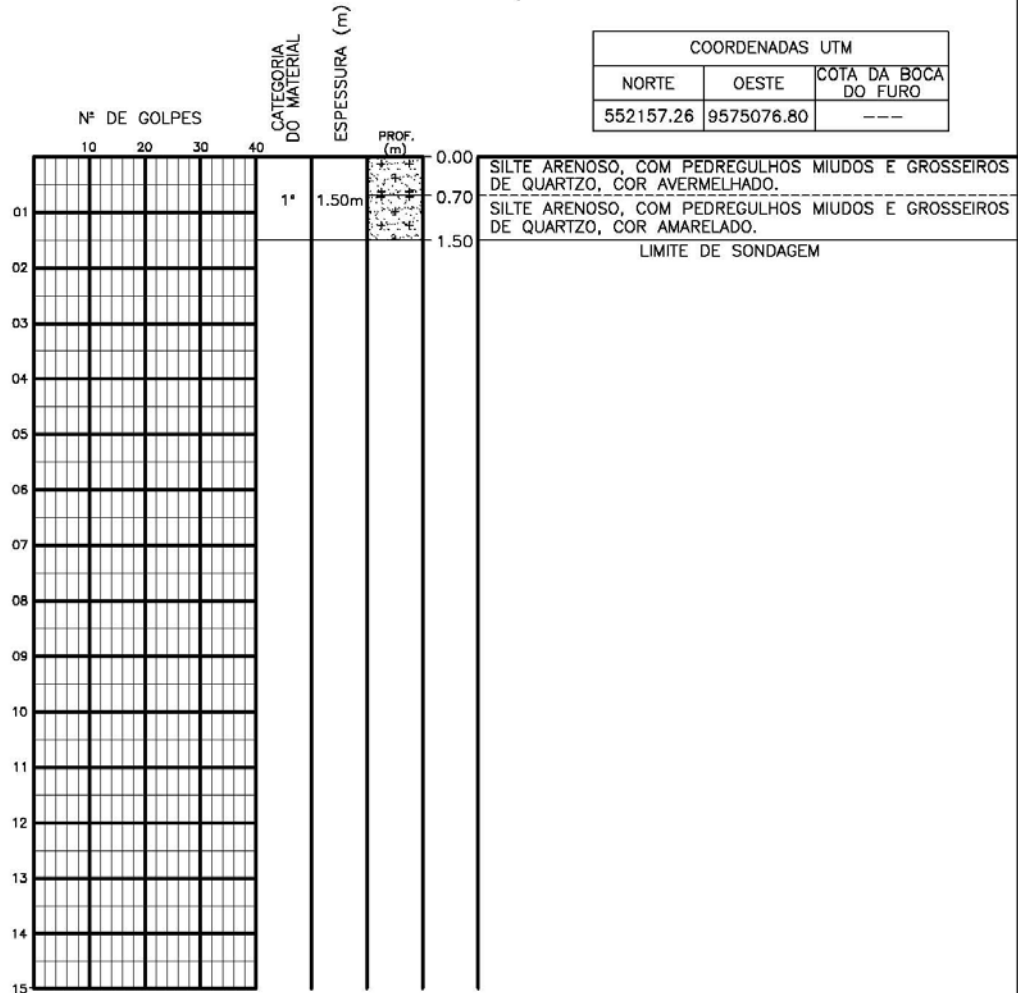 COORDENADAS UTM
NORTE OESTE COTA DA BOCA DO FURO
552157.26 9575076.80 ---
Nº DE GOLPES
CATEGORIA DO MATERIAL
ESPESSURA (m)
PROF. (m)
10 20 30 40
0.00
SILTE ARENOSO, COM PEDREGULHOS MIUDOS E GROSSEIROS
DE QUARTZO, COR AVERMELHADO.
1ª 1.50m
0.70
SILTE ARENOSO, COM PEDREGULHOS MIUDOS E GROSSEIROS
DE QUARTZO, COR AMARELADO.
1.50
LIMITE DE SONDAGEM
01
02
03
04
05
06
07
08
09
10
11
12
13
14
15